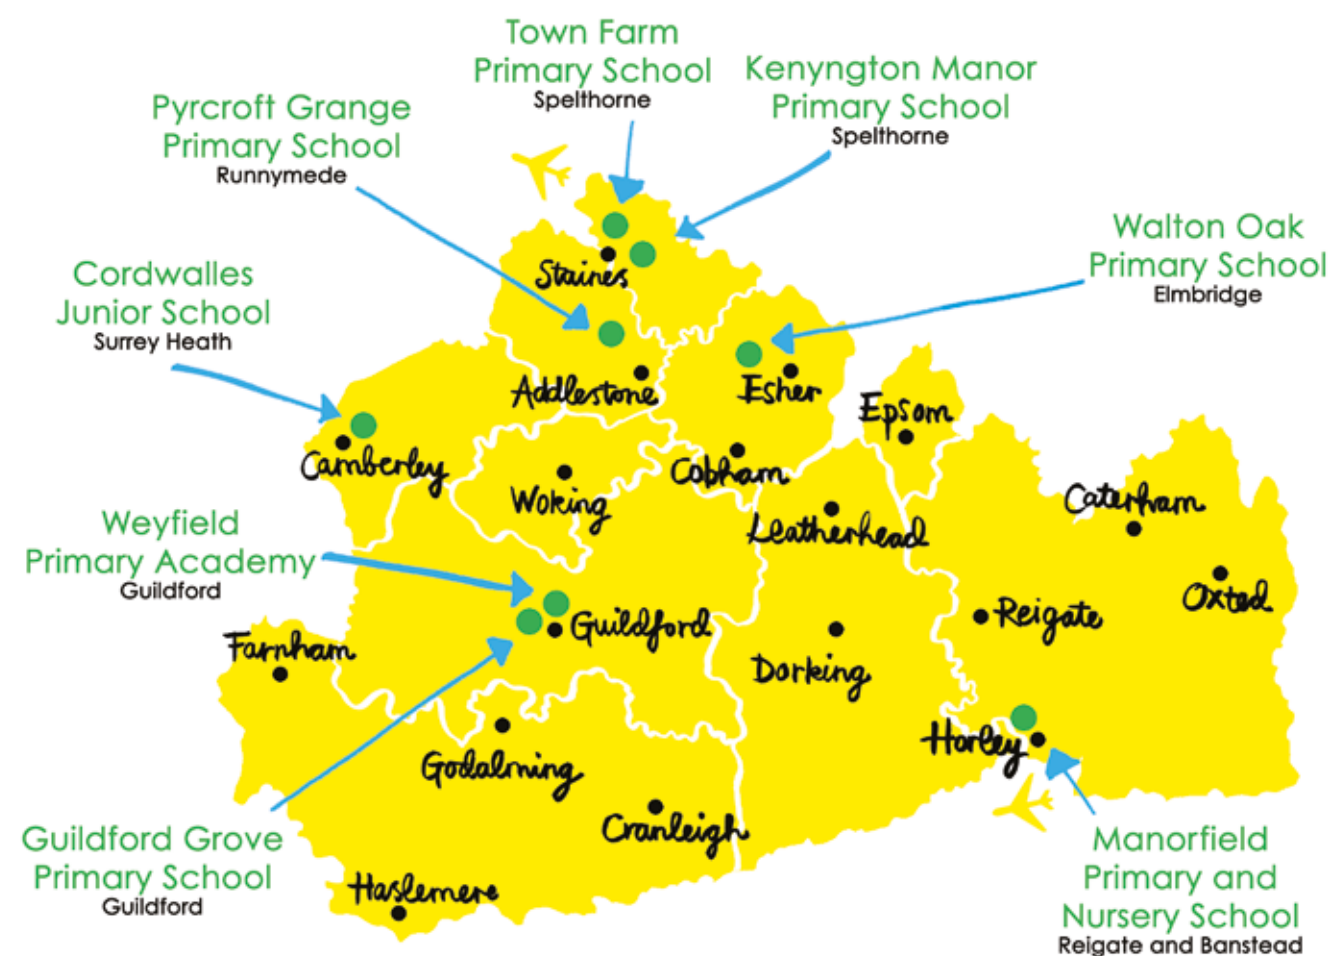 Town Farm
Primary School
Spelthorne
Kenyngton Manor
Primary School
Spelthorne
Pyrcroft Grange
Primary School
Runnymede
Walton Oak
Primary School
Elmbridge
Cordwalles
Junior School
Surrey Heath
Staines
Addlestone
Esher
Epsom
Camberley
Woking
Cobham
Leatherhead
Caterham
Oxted
Weyfield
Primary Academy
Guildford
Guildford
Reigate
Farnham
Dorking
Horley
Godalming
Cranleigh
Haslemere
Guildford Grove
Primary School
Guildford
Manorfield
Primary and
Nursery School
Reigate and Banstead